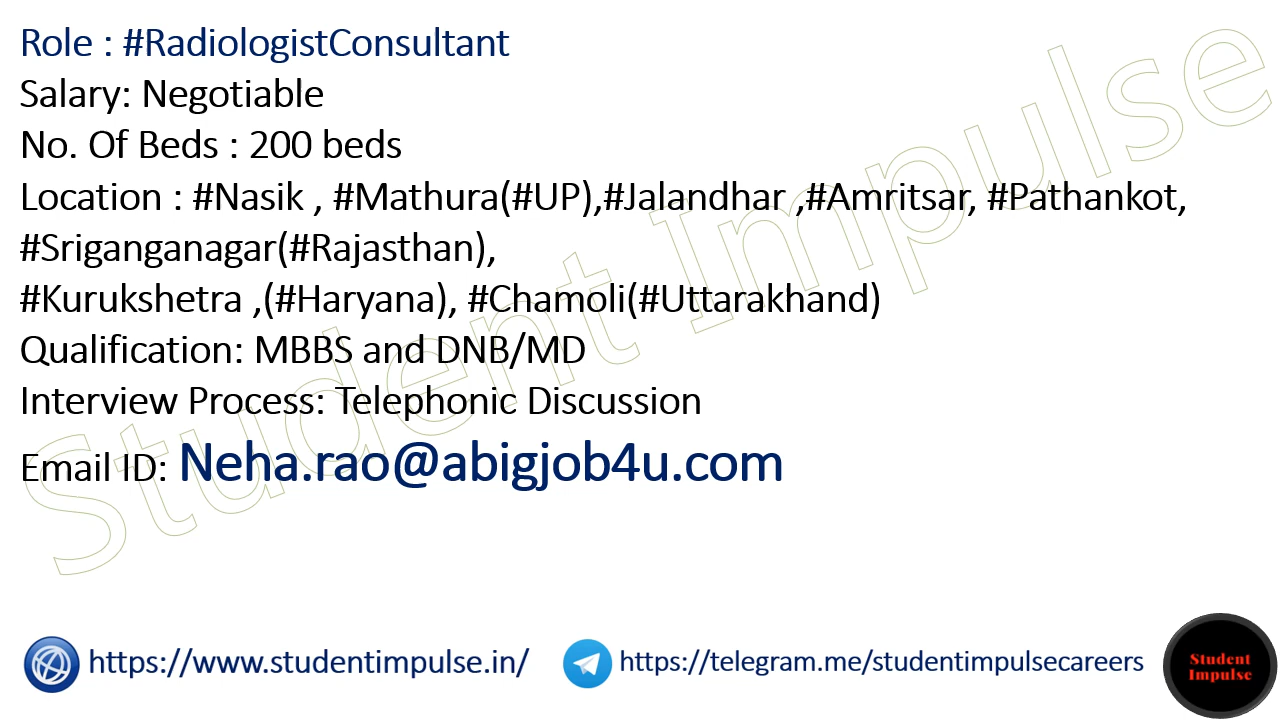 Role : #RadiologistConsultant
Salary: Negotiable
No. Of Beds : 200 beds
Location : #Nasik , #Mathura(#UP),#Jalandhar ,#Amritsar, #Pathankot,
#Sriganganagar(#Rajasthan),
#Kurukshetra ,(#Haryana), #Chamoli(#Uttarakhand)
Qualification: MBBS and DNB/MD
Interview Process: Telephonic Discussion
Email ID: Neha.rao@abigjob4u.com
Student Impulse
https://www.studentimpulse.in/
https://telegram.me/studentimpulsecareers
Student
Impulse